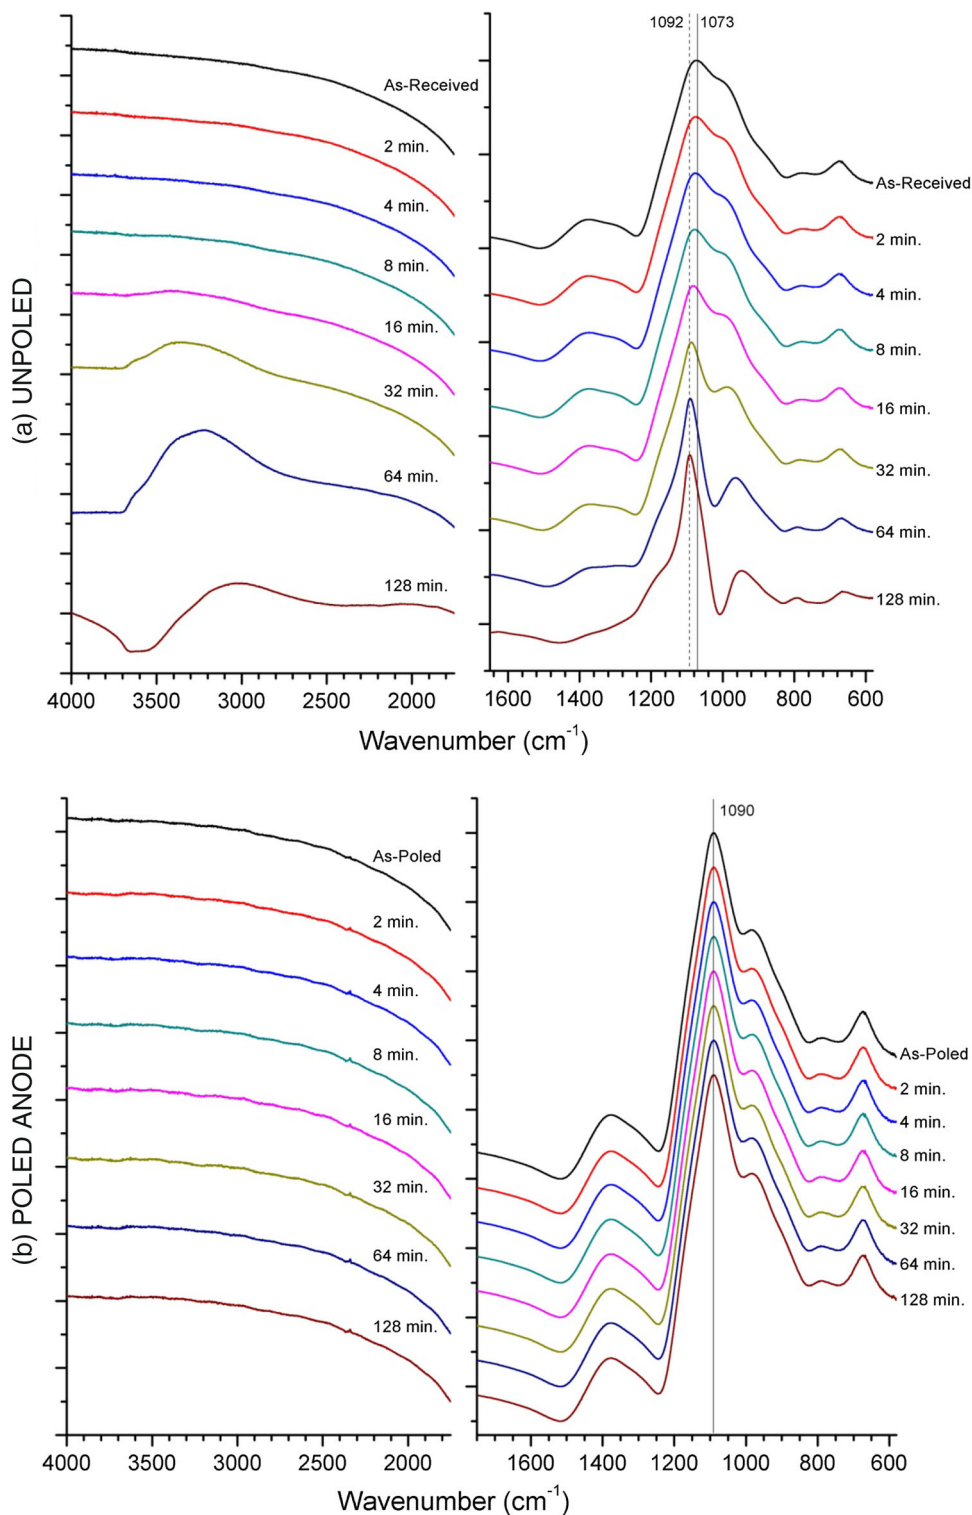 1092 1073
As-Received
2 min.
4 min.
8 min.
16 min.
32 min.
64 min.
128 min.
As-Received
2 min.
4 min.
8 min.
16 min.
32 min.
64 min.
128 min.
(a) UNPOLED
4000 3500 3000 2500 2000
1600 1400 1200 1000 800 600
Wavenumber (cm⁻¹)
1090
As-Poled
2 min.
4 min.
8 min.
16 min.
32 min.
64 min.
128 min.
As-Poled
2 min.
4 min.
8 min.
16 min.
32 min.
64 min.
128 min.
(b) POLED ANODE
4000 3500 3000 2500 2000
1600 1400 1200 1000 800 600
Wavenumber (cm⁻¹)